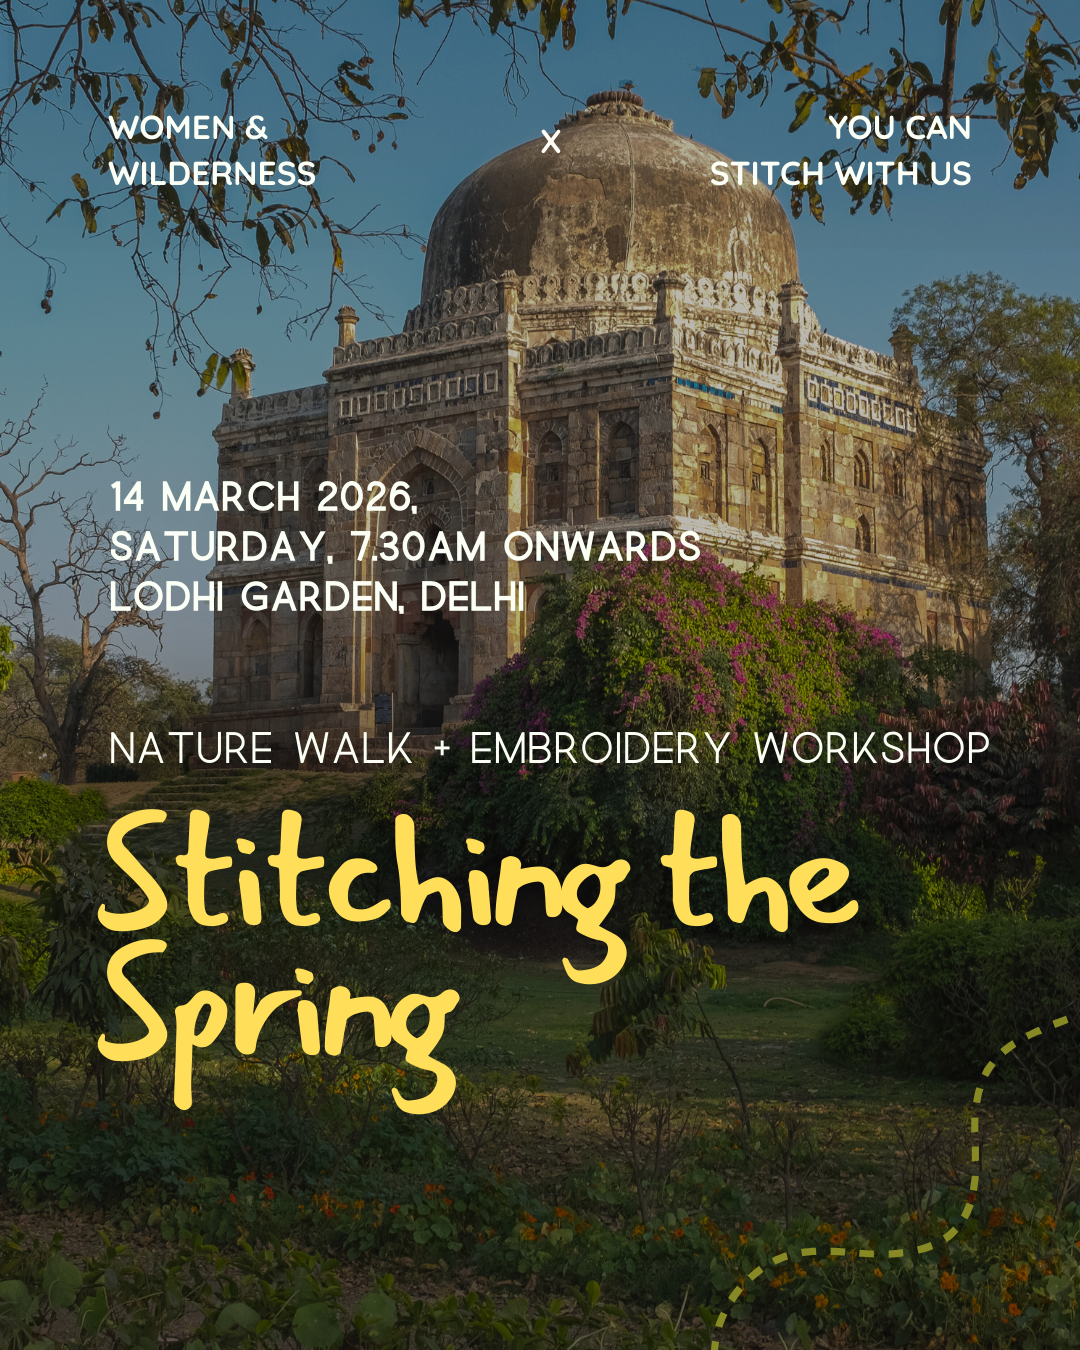 WOMEN &
WILDERNESS
X
YOU CAN
STITCH WITH US
14 MARCH 2026,
SATURDAY, 7.30AM ONWARDS
LODHI GARDEN, DELHI
NATURE WALK + EMBROIDERY WORKSHOP
Stitching the
Spring